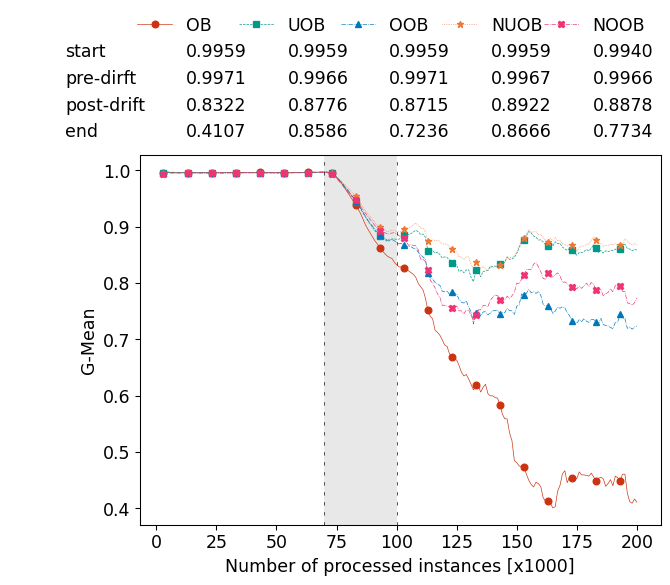 OB UOB OOB NUOB NOOB
start 0.9959 0.9959 0.9959 0.9959 0.9940
pre-dirft 0.9971 0.9966 0.9971 0.9967 0.9966
post-drift 0.8322 0.8776 0.8715 0.8922 0.8878
end 0.4107 0.8586 0.7236 0.8666 0.7734
1.0
0.9
0.8
0.7
0.6
0.5
0.4
G-Mean
0 25 50 75 100 125 150 175 200
Number of processed instances [x1000]